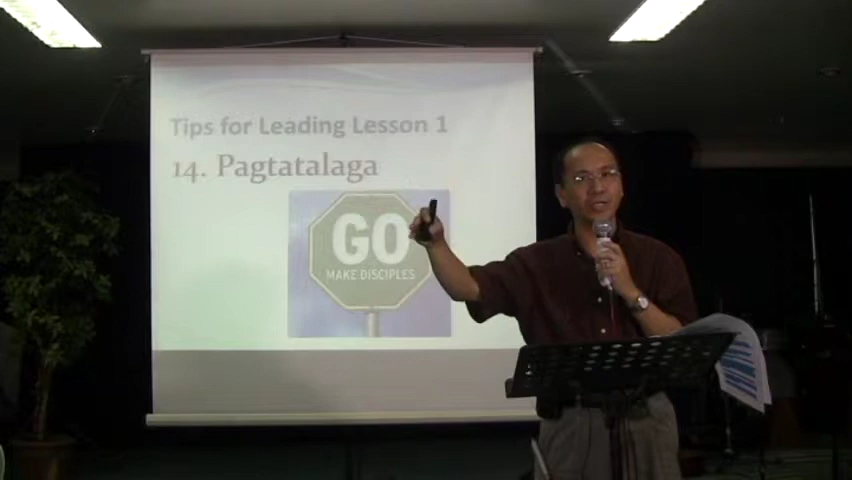 Tips for Leading Lesson 1
14. Pagtatalaga
GO
MAKE DISCIPLES